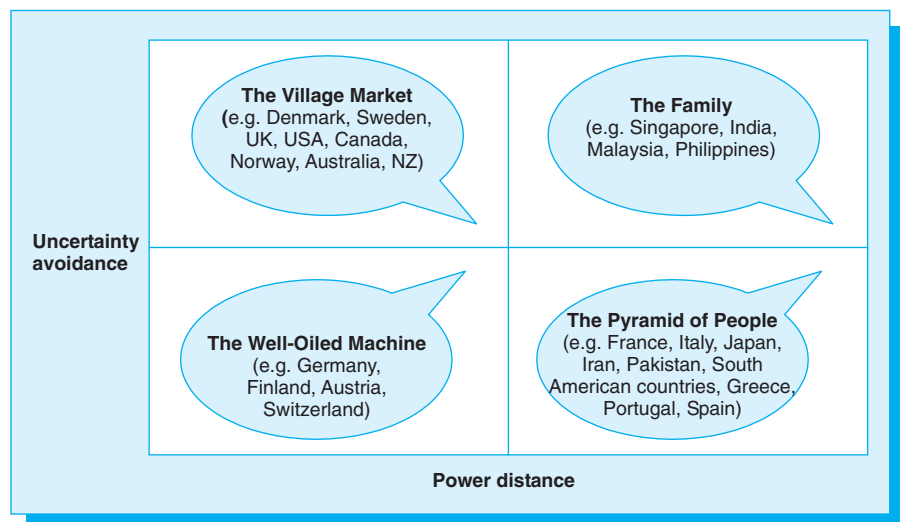 The Village Market
(e.g. Denmark, Sweden,
UK, USA, Canada,
Norway, Australia, NZ)
The Family
(e.g. Singapore, India,
Malaysia, Philippines)
Uncertainty
avoidance
The Well-Oiled Machine
(e.g. Germany,
Finland, Austria,
Switzerland)
The Pyramid of People
(e.g. France, Italy, Japan,
Iran, Pakistan, South
American countries, Greece,
Portugal, Spain)
Power distance